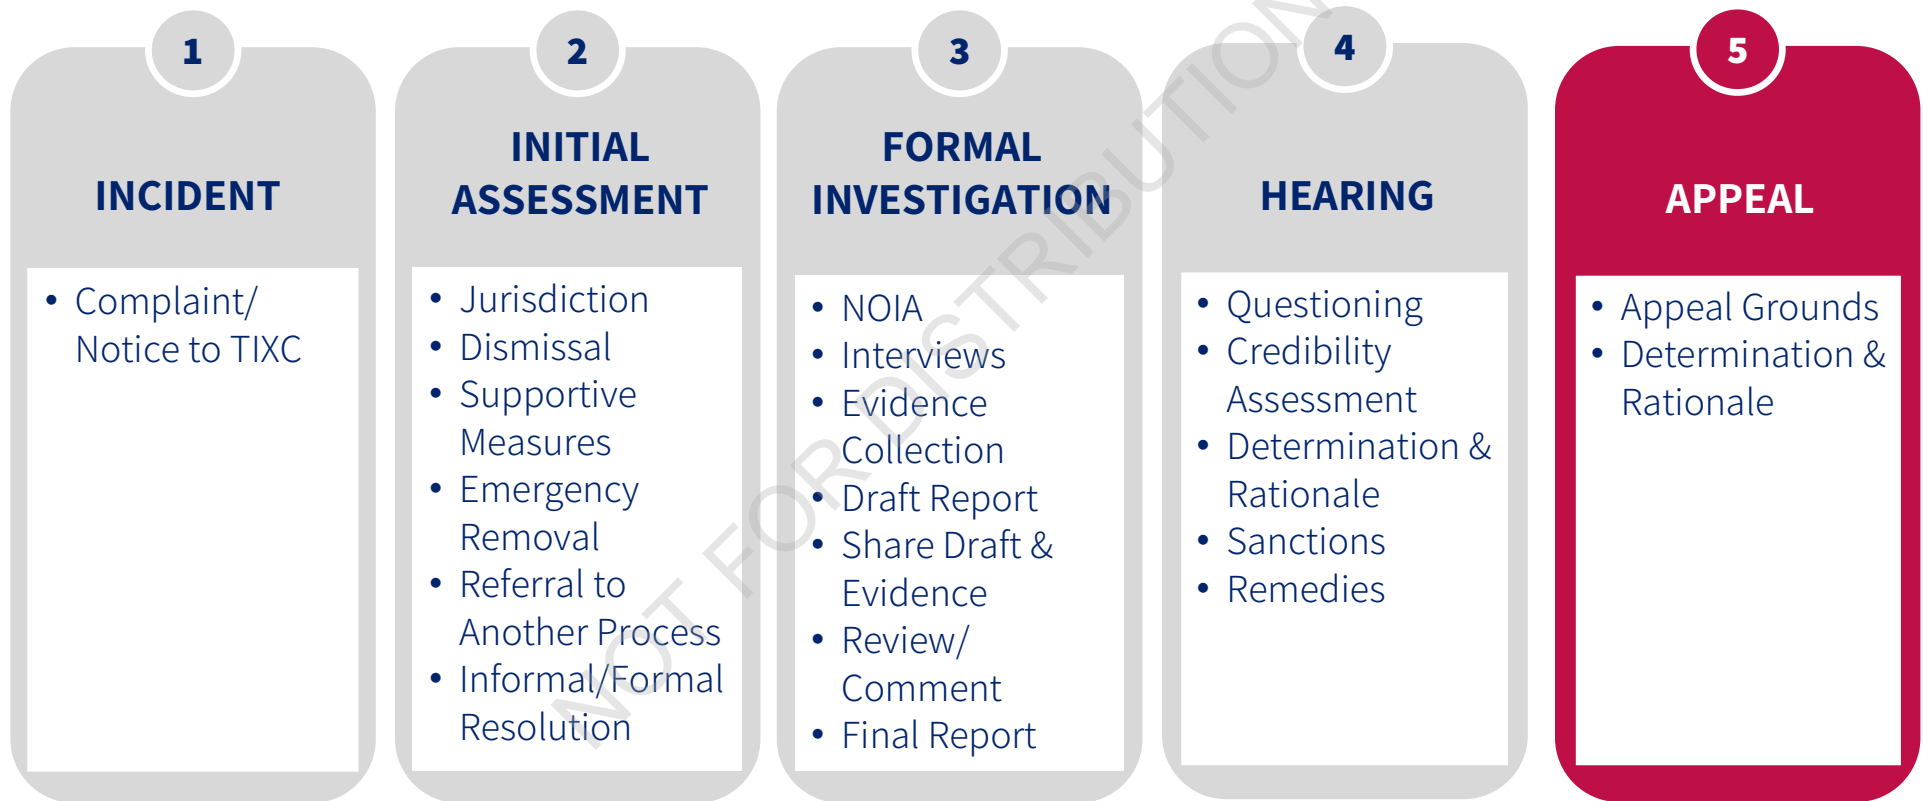 1
INCIDENT
• Complaint/
Notice to TIXC
2
INITIAL
ASSESSMENT
• Jurisdiction
• Dismissal
• Supportive
Measures
• Emergency
Removal
• Referral to
Another Process
• Informal/Formal
Resolution
3
FORMAL
INVESTIGATION
• NOIA
• Interviews
• Evidence
Collection
• Draft Report
• Share Draft &
Evidence
• Review/
Comment
• Final Report
4
HEARING
• Questioning
• Credibility
Assessment
• Determination &
Rationale
• Sanctions
• Remedies
5
APPEAL
• Appeal Grounds
• Determination &
Rationale
NOT FOR DISTRIBUTION